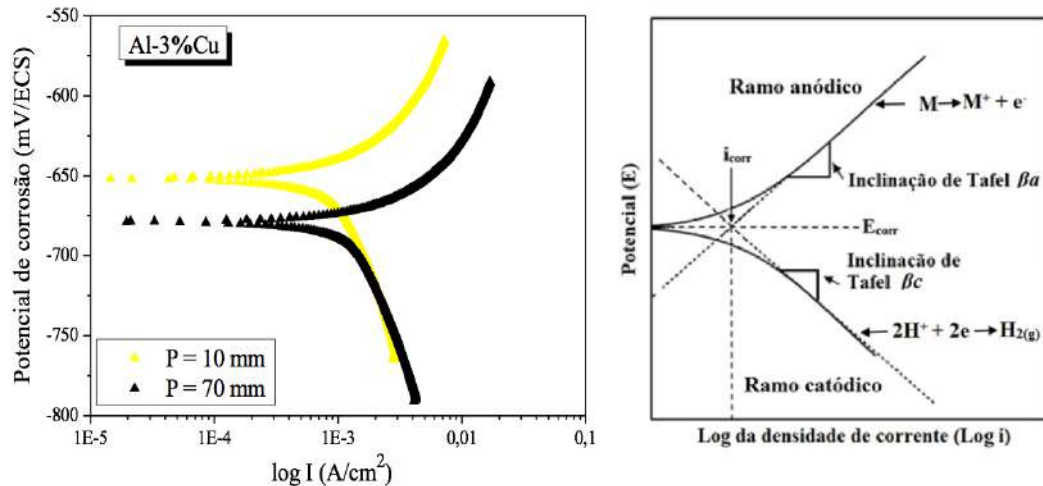 Al-3%Cu
Potencial de corrosão (mV/ECS)
-550
-600
-650
-700
-750
-800
P = 10 mm
P = 70 mm
1E-5
1E-4
1E-3
0,01
0,1
log I (A/cm²)
Potencial (E)
Ramo anódico
M → M⁺ + e⁻
i_corr
Inclinação de Tafel βa
E_corr
Inclinação de
Tafel βc
2H⁺ + 2e → H₂(g)
Ramo catódico
Log da densidade de corrente (Log i)